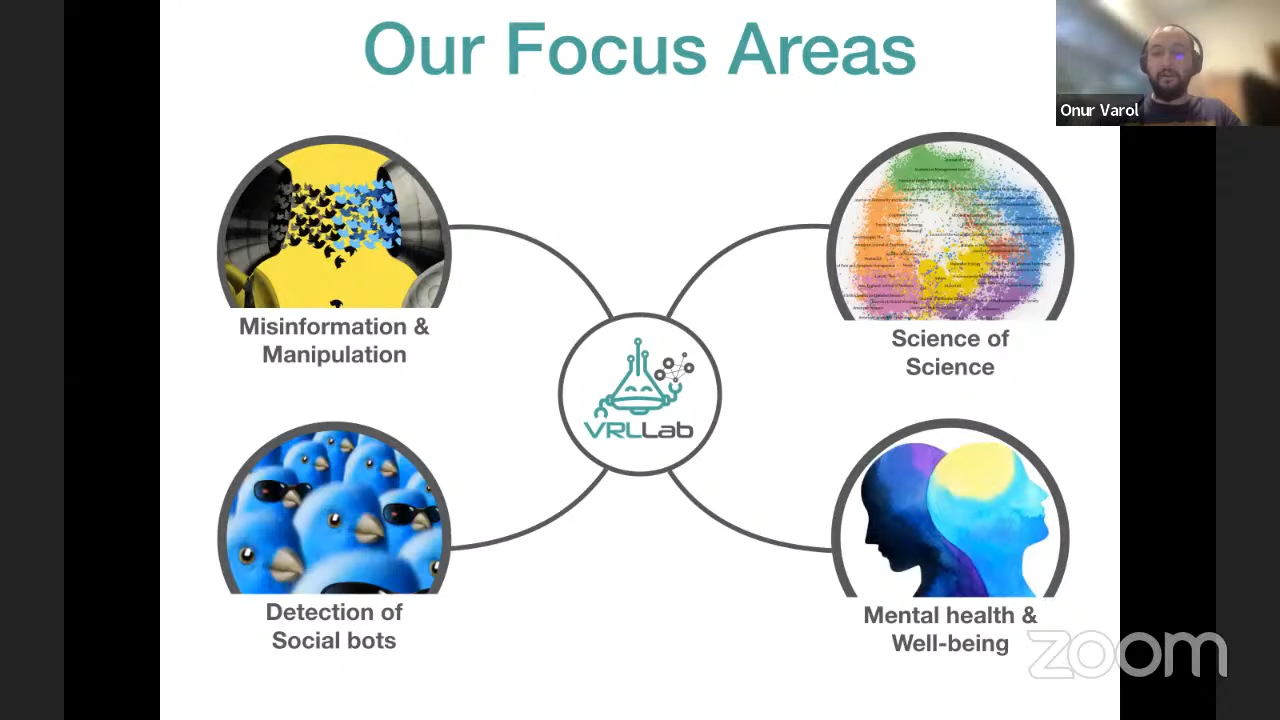 Our Focus Areas
Onur Varol
Misinformation &
Manipulation
Science of
Science
VRLLab
Detection of
Social bots
Mental health &
Well-being
zoom